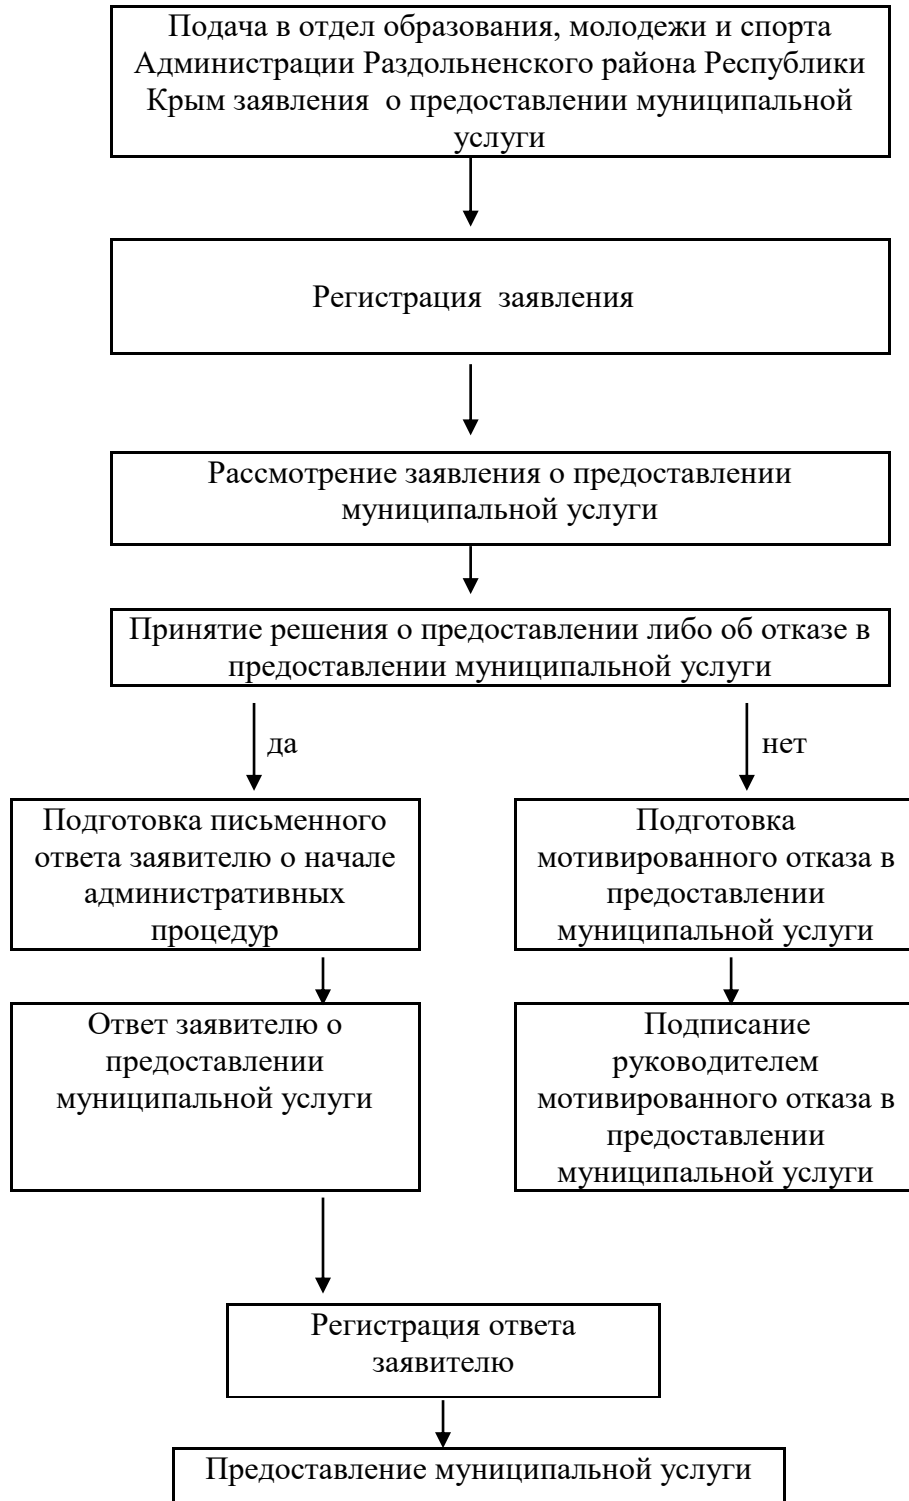 Подача в отдел образования, молодежи и спорта
Администрации Раздольненского района Республики
Крым заявления  о предоставлении муниципальной
услуги
Регистрация  заявления
Рассмотрение заявления о предоставлении
муниципальной услуги
Принятие решения о предоставлении либо об отказе в
предоставлении муниципальной услуги
да
нет
Подготовка письменного
ответа заявителю о начале
административных
процедур
Подготовка
мотивированного отказа в
предоставлении
муниципальной услуги
Ответ заявителю о
предоставлении
муниципальной услуги
Подписание
руководителем
мотивированного отказа в
предоставлении
муниципальной услуги
Регистрация ответа
заявителю
Предоставление муниципальной услуги